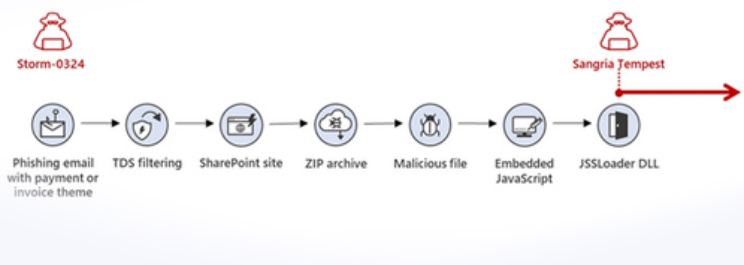 Storm-0324
Sangria Tempest
Phishing email
with payment or
invoice theme
TDS filtering
SharePoint site
ZIP archive
Malicious file
Embedded
JavaScript
JSSLoader DLL